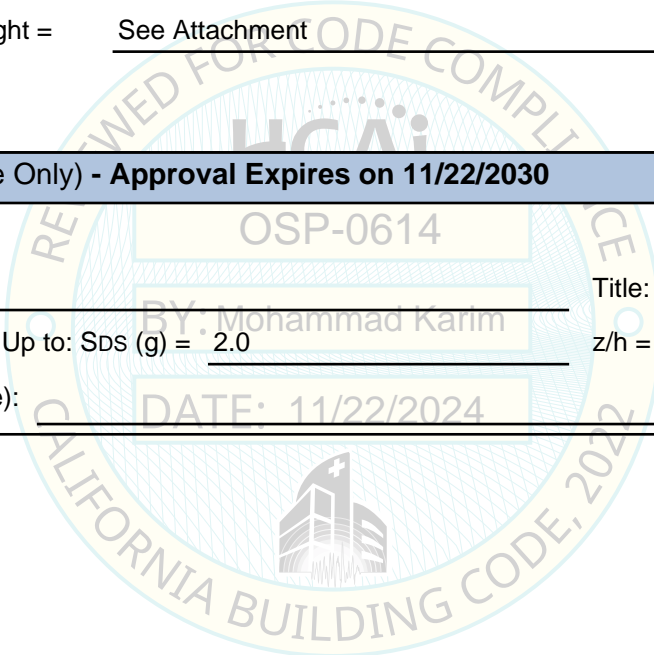 ght = See Attachment
REVIEWED FOR CODE COMPLIANCE
HCAi
e Only) - Approval Expires on 11/22/2030
OSP-0614
Title:
BY: Mohammad Karim
Up to: SDS (g) = 2.0 z/h =
e):
DATE: 11/22/2024
CALIFORNIA BUILDING CODE, 2022